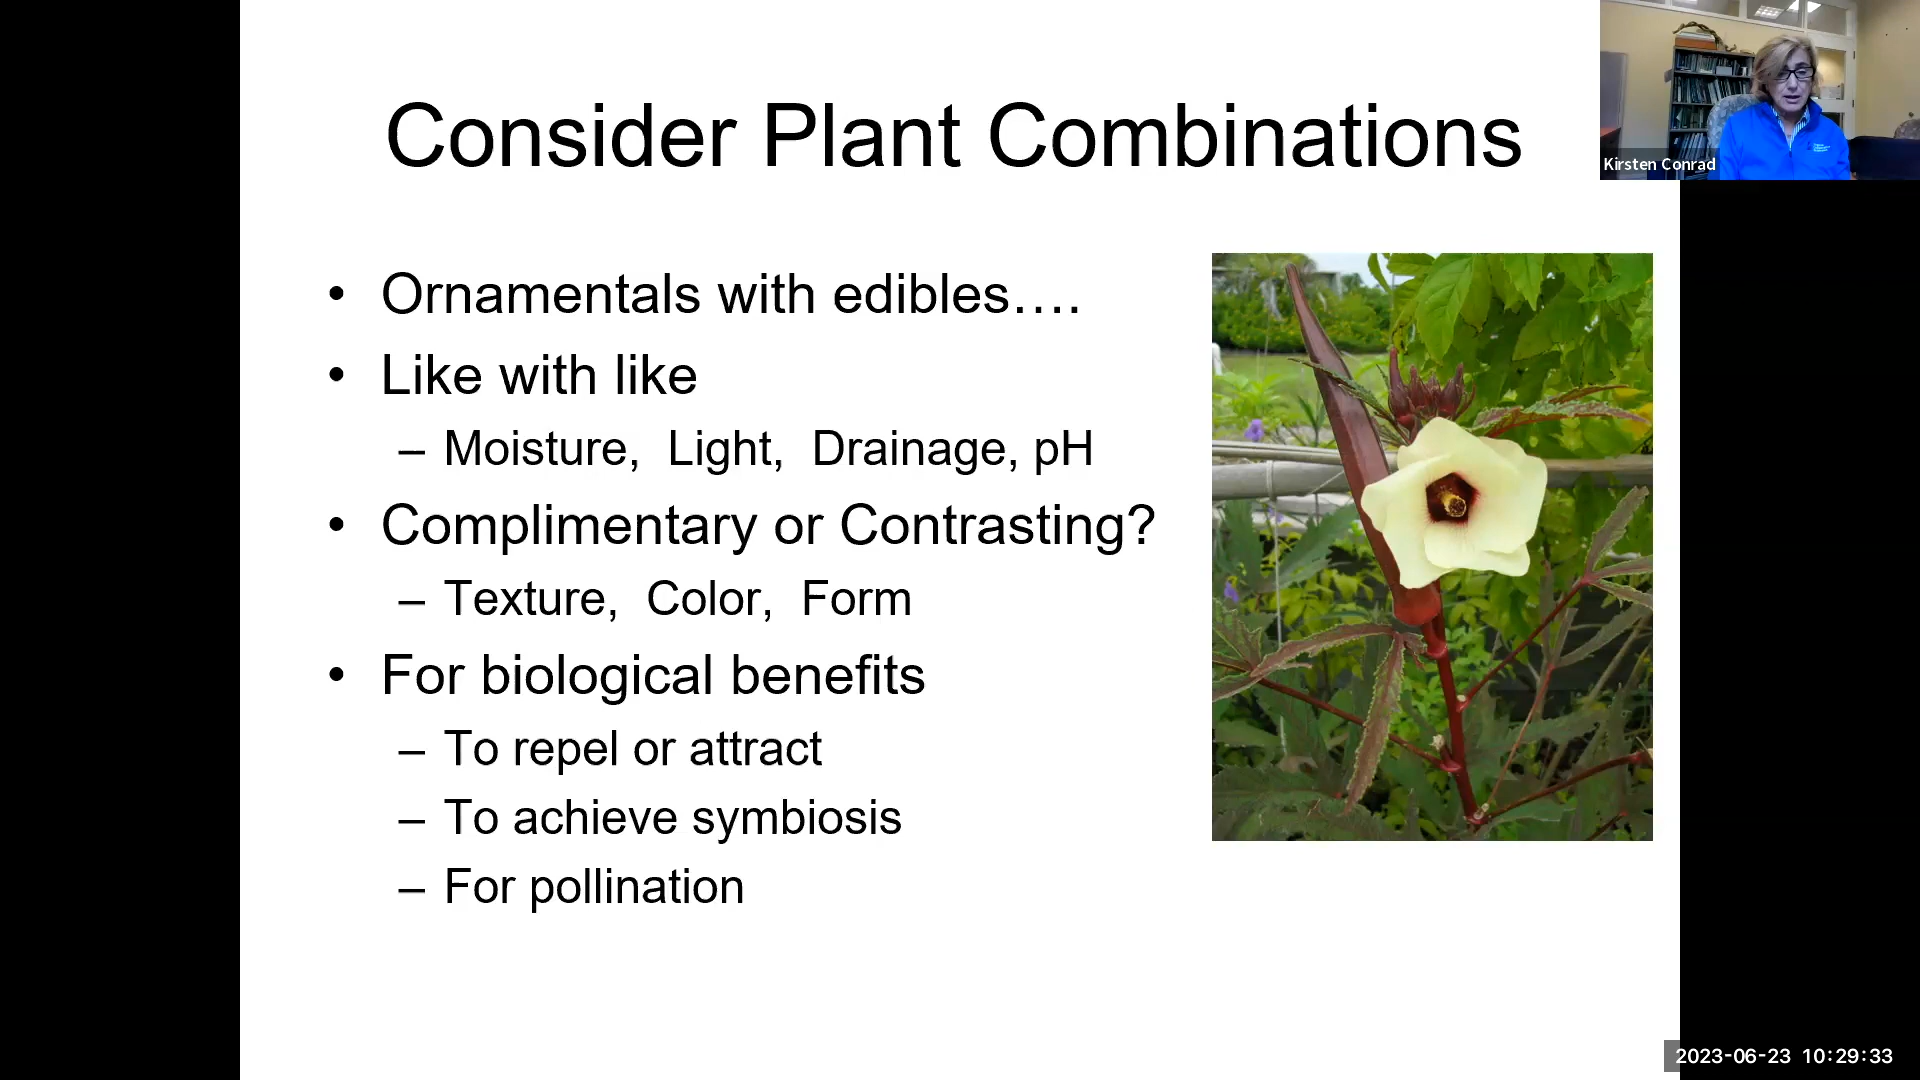 Consider Plant Combinations
Kirsten Conrad
• Ornamentals with edibles….
• Like with like
– Moisture, Light, Drainage, pH
• Complimentary or Contrasting?
– Texture, Color, Form
• For biological benefits
– To repel or attract
– To achieve symbiosis
– For pollination
2023-06-23 10:29:33